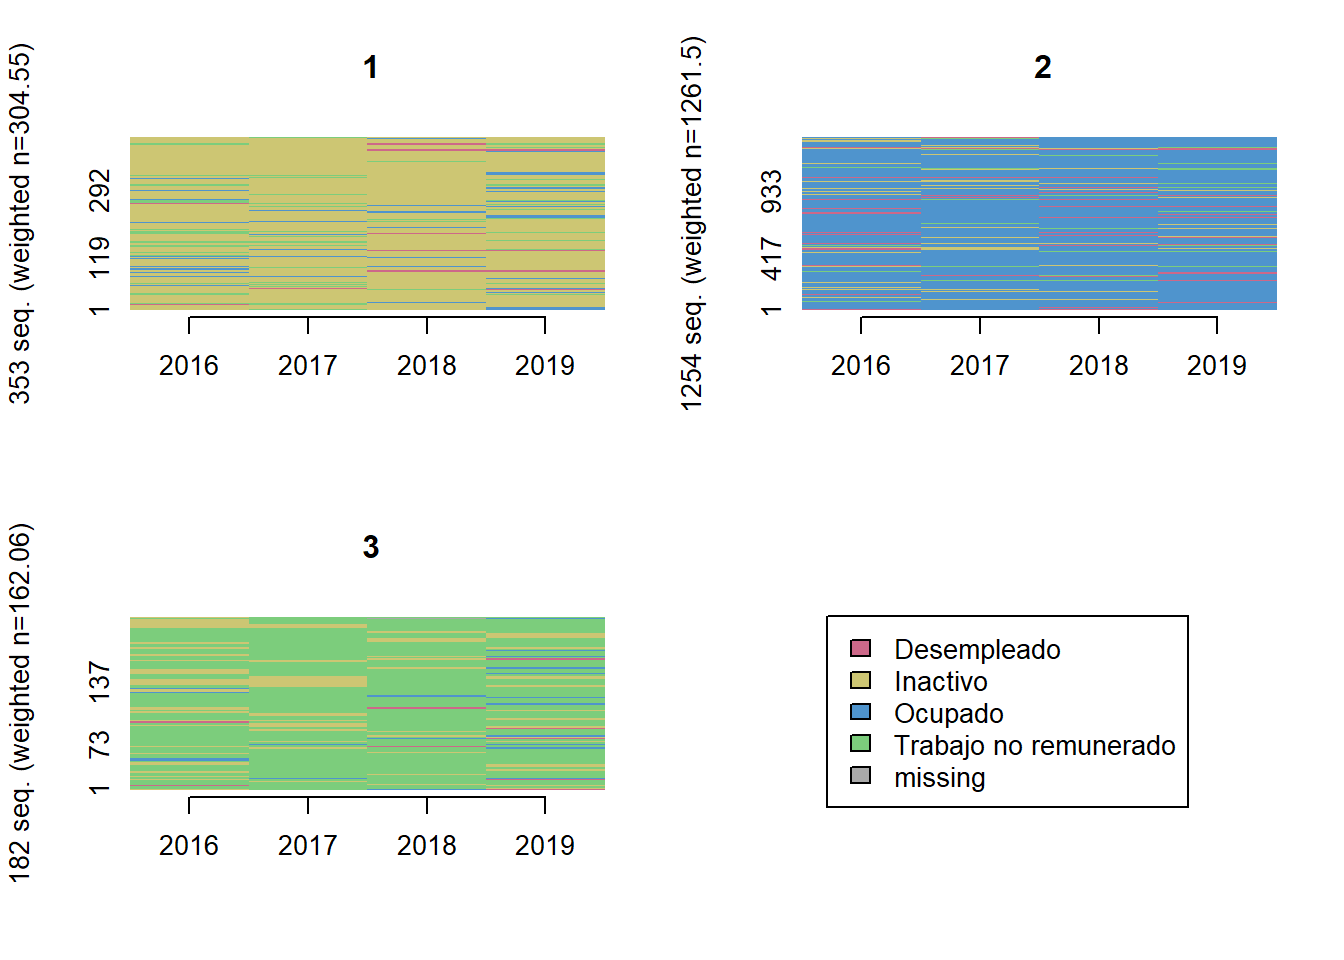 1
353 seq. (weighted n=304.55)
292
119
1
2016 2017 2018 2019
2
1254 seq. (weighted n=1261.5)
933
417
1
2016 2017 2018 2019
3
182 seq. (weighted n=162.06)
137
73
1
2016 2017 2018 2019
Desempleado
Inactivo
Ocupado
Trabajo no remunerado
missing